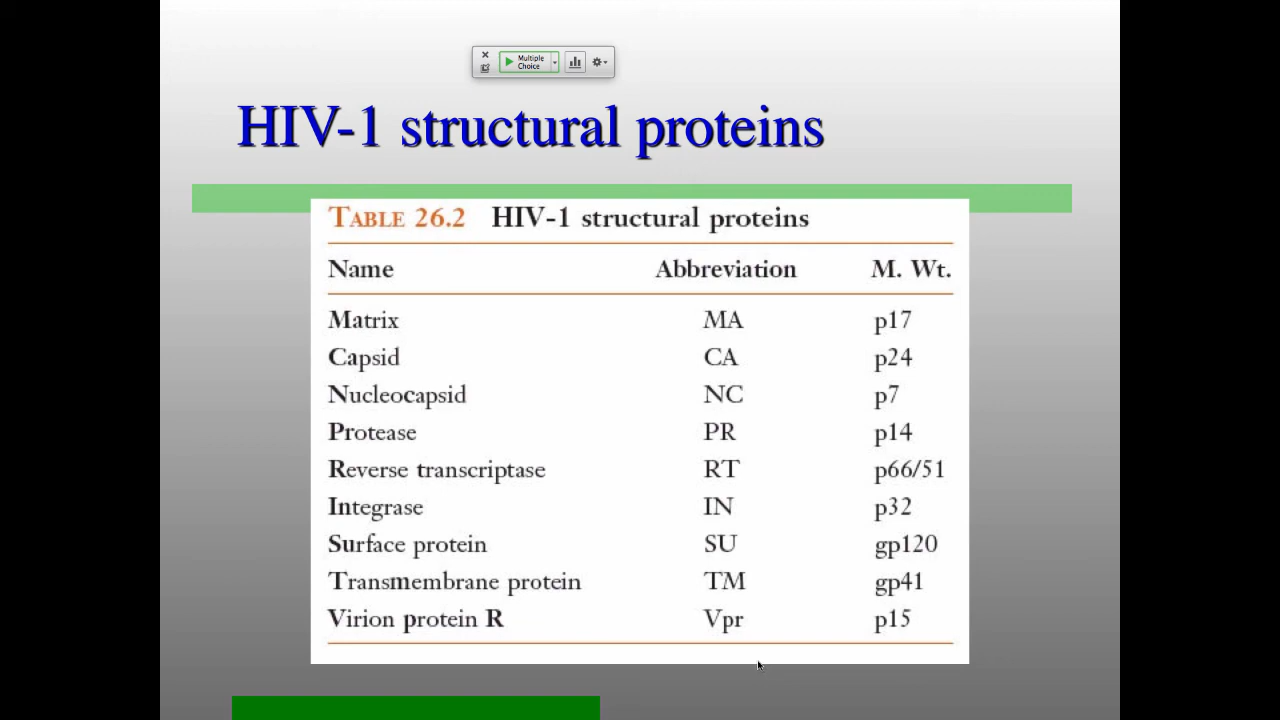 Multiple
Choice
HIV-1 structural proteins
TABLE 26.2 HIV-1 structural proteins
Name Abbreviation M. Wt.
Matrix MA p17
Capsid CA p24
Nucleocapsid NC p7
Protease PR p14
Reverse transcriptase RT p66/51
Integrase IN p32
Surface protein SU gp120
Transmembrane protein TM gp41
Virion protein R Vpr p15